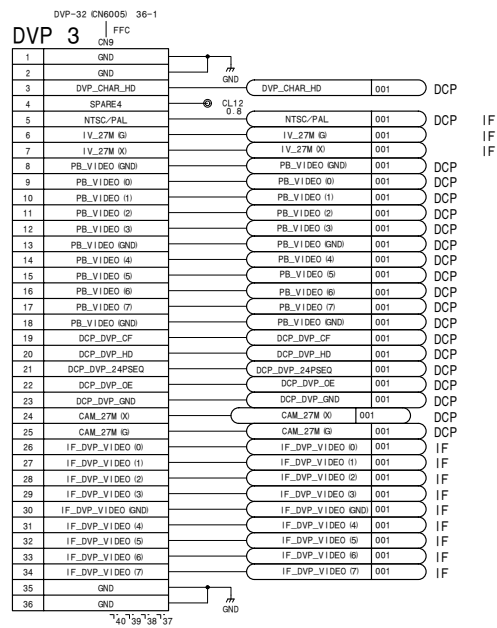 DVP-32 (CN6005) 36-1
DVP 3 FFC
CN9
1 GND
2 GND
GND
3 DVP_CHAR_HD DVP_CHAR_HD 001 DCP
4 SPARE4 CL12
0.8
5 NTSC/PAL NTSC/PAL 001 DCP IF
6 IV_27M (G) IV_27M (G) 001 IF
7 IV_27M (X) IV_27M (X) 001 IF
8 PB_VIDEO (GND) PB_VIDEO (GND) 001 DCP
9 PB_VIDEO (0) PB_VIDEO (0) 001 DCP
10 PB_VIDEO (1) PB_VIDEO (1) 001 DCP
11 PB_VIDEO (2) PB_VIDEO (2) 001 DCP
12 PB_VIDEO (3) PB_VIDEO (3) 001 DCP
13 PB_VIDEO (GND) PB_VIDEO (GND) 001 DCP
14 PB_VIDEO (4) PB_VIDEO (4) 001 DCP
15 PB_VIDEO (5) PB_VIDEO (5) 001 DCP
16 PB_VIDEO (6) PB_VIDEO (6) 001 DCP
17 PB_VIDEO (7) PB_VIDEO (7) 001 DCP
18 PB_VIDEO (GND) PB_VIDEO (GND) 001 DCP
19 DCP_DVP_CF DCP_DVP_CF 001 DCP
20 DCP_DVP_HD DCP_DVP_HD 001 DCP
21 DCP_DVP_24PSEQ DCP_DVP_24PSEQ 001 DCP
22 DCP_DVP_OE DCP_DVP_OE 001 DCP
23 DCP_DVP_GND DCP_DVP_GND 001 DCP
24 CAM_27M (X) CAM_27M (X) 001 DCP
25 CAM_27M (G) CAM_27M (G) 001 DCP
26 IF_DVP_VIDEO (0) IF_DVP_VIDEO (0) 001 IF
27 IF_DVP_VIDEO (1) IF_DVP_VIDEO (1) 001 IF
28 IF_DVP_VIDEO (2) IF_DVP_VIDEO (2) 001 IF
29 IF_DVP_VIDEO (3) IF_DVP_VIDEO (3) 001 IF
30 IF_DVP_VIDEO (GND) IF_DVP_VIDEO (GND) 001 IF
31 IF_DVP_VIDEO (4) IF_DVP_VIDEO (4) 001 IF
32 IF_DVP_VIDEO (5) IF_DVP_VIDEO (5) 001 IF
33 IF_DVP_VIDEO (6) IF_DVP_VIDEO (6) 001 IF
34 IF_DVP_VIDEO (7) IF_DVP_VIDEO (7) 001 IF
35 GND
36 GND
GND
40 39 38 37